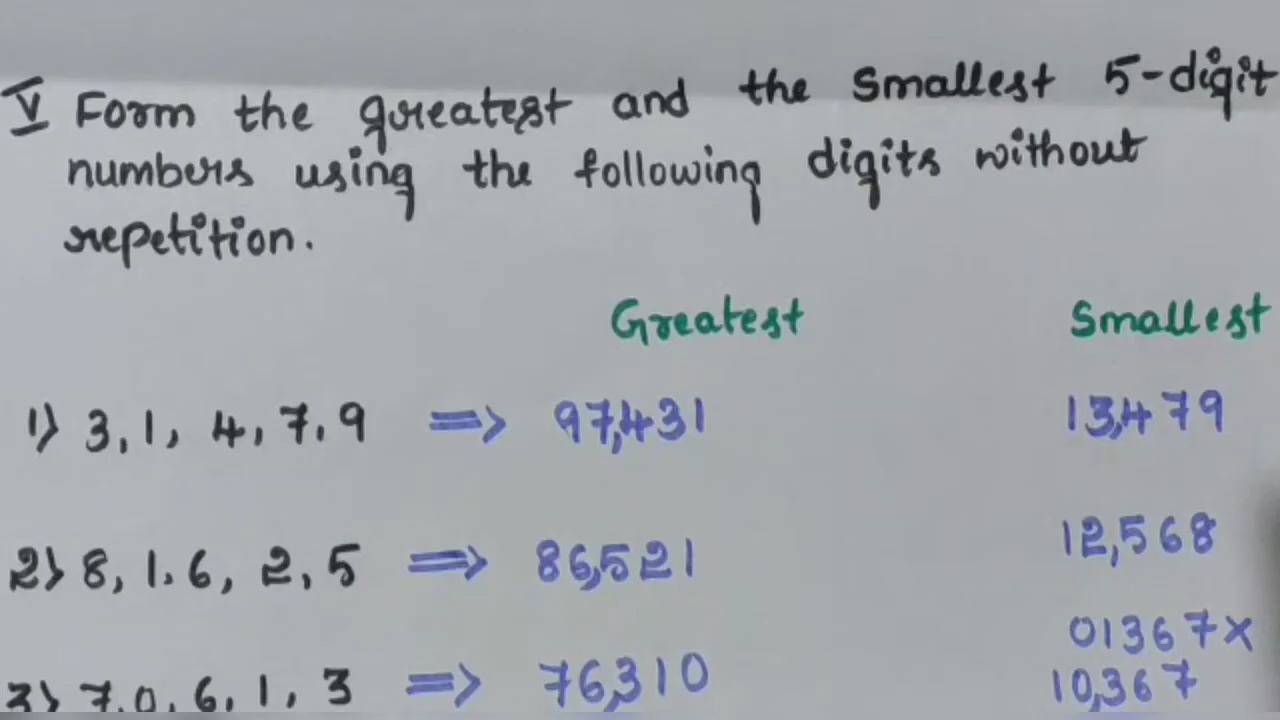 V Form the greatest and the smallest 5-digit
numbers using the following digits without
repetition.
Greatest Smallest
1) 3, 1, 4, 7, 9 ⇒ 97,431 13,479
2) 8, 1, 6, 2, 5 ⇒ 86,521 12,568
01367 ×
3) 7, 0, 6, 1, 3 ⇒ 76,310 10,367